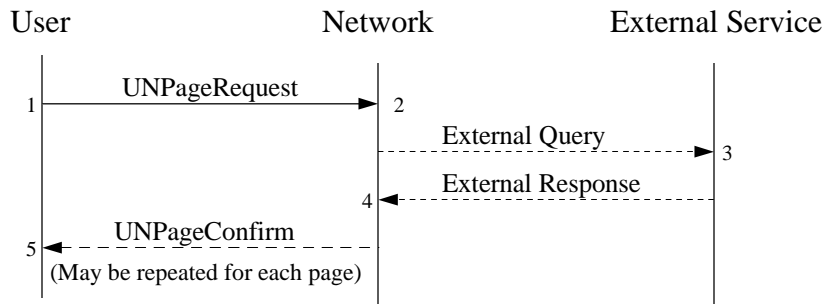 User Network External Service
UNPageRequest
1 2
External Query
3
External Response
4
UNPageConfirm
5
(May be repeated for each page)